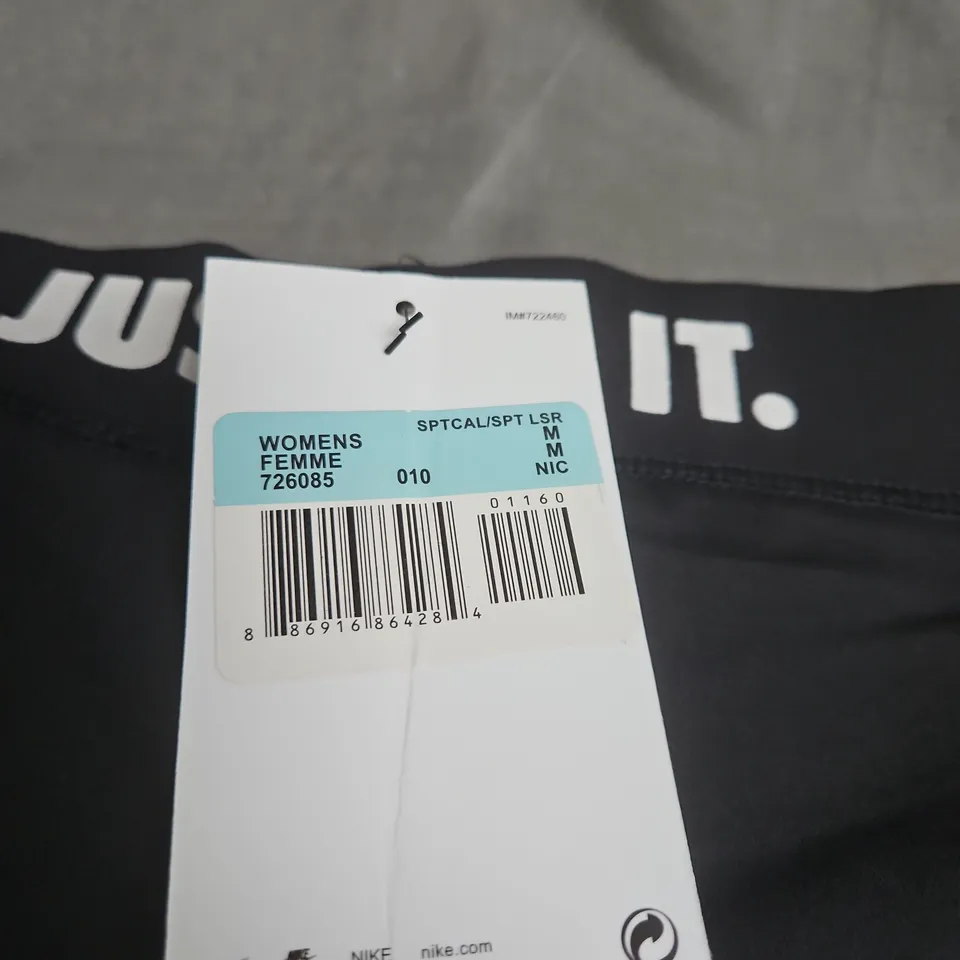 JUS IT.
IM#722460
SPTCAL/SPT LSR
WOMENS M
FEMME M
726085 010 NIC
01160
8 86916 86428 4
NIKE NIKE nike.com